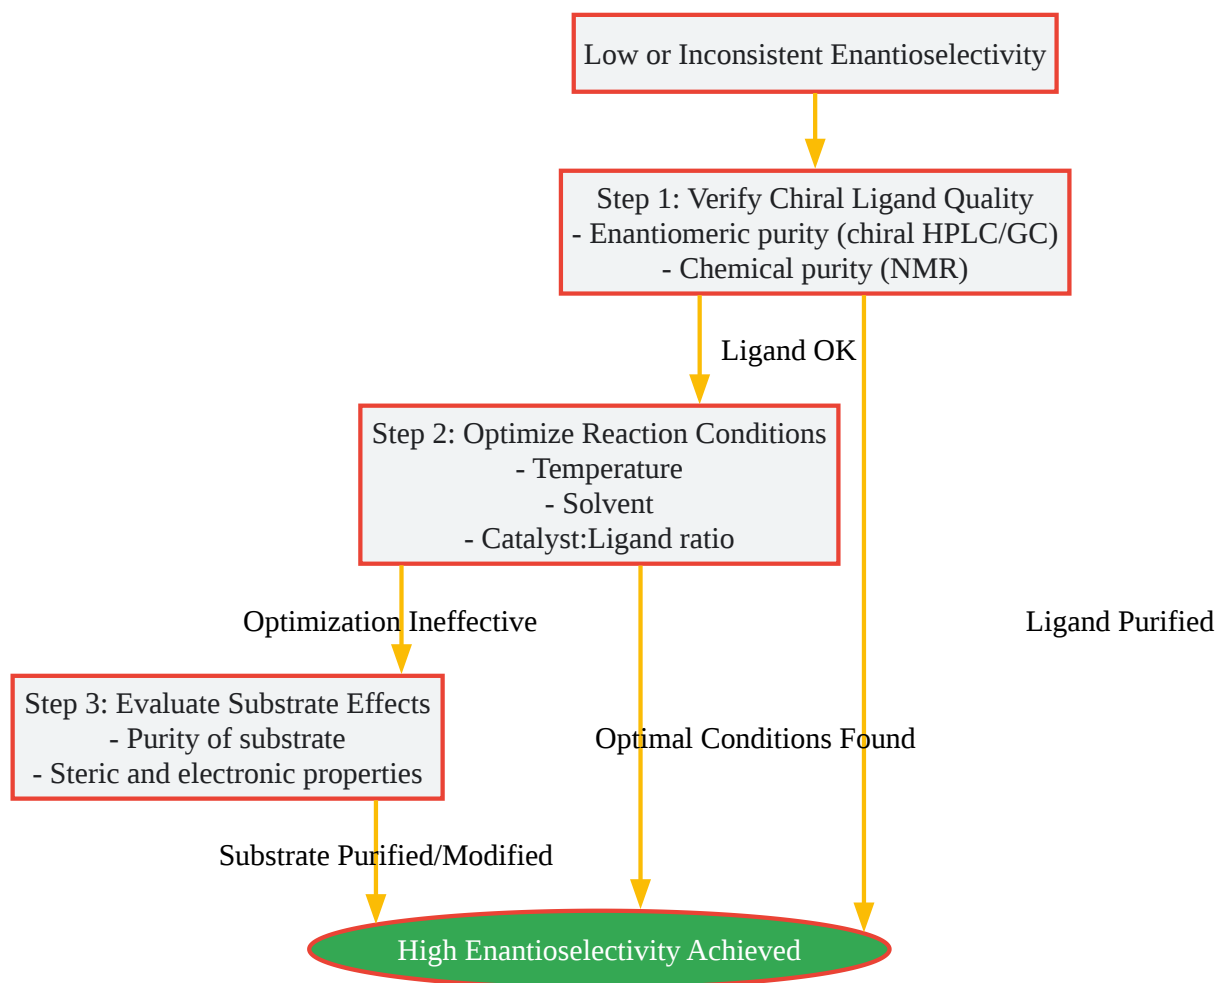 Low or Inconsistent Enantioselectivity
Step 1: Verify Chiral Ligand Quality
- Enantiomeric purity (chiral HPLC/GC)
- Chemical purity (NMR)
Ligand OK
Step 2: Optimize Reaction Conditions
- Temperature
- Solvent
- Catalyst:Ligand ratio
Optimization Ineffective
Ligand Purified
Step 3: Evaluate Substrate Effects
- Purity of substrate
- Steric and electronic properties
Optimal Conditions Found
Substrate Purified/Modified
High Enantioselectivity Achieved